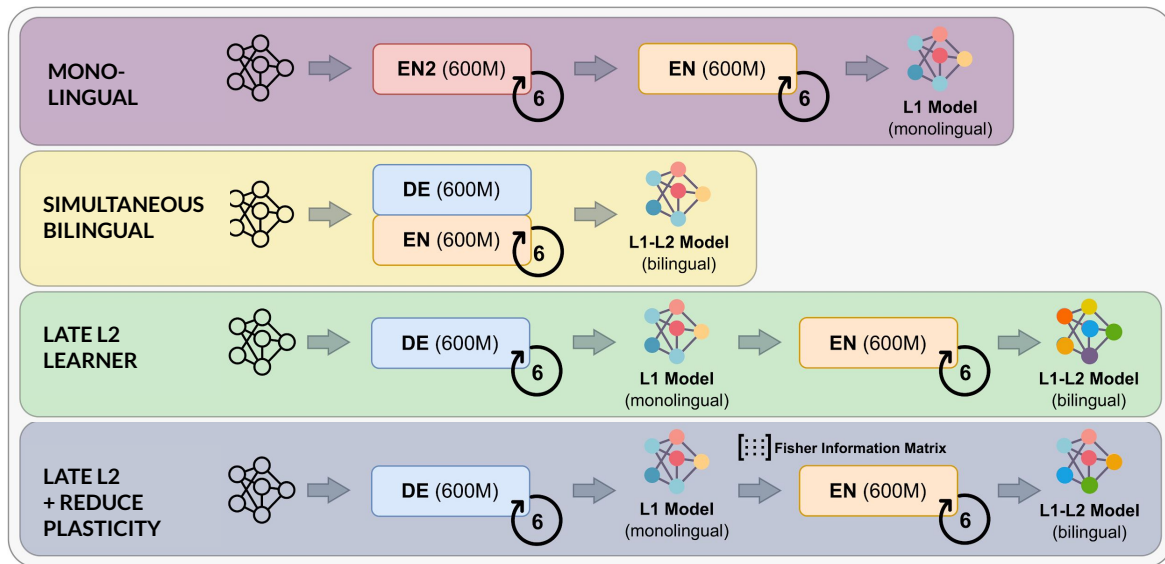 MONO-
LINGUAL
EN2 (600M)
6
EN (600M)
6
L1 Model
(monolingual)
SIMULTANEOUS
BILINGUAL
DE (600M)
EN (600M)
6
L1-L2 Model
(bilingual)
LATE L2
LEARNER
DE (600M)
6
L1 Model
(monolingual)
EN (600M)
6
L1-L2 Model
(bilingual)
LATE L2
+ REDUCE
PLASTICITY
DE (600M)
6
L1 Model
(monolingual)
Fisher Information Matrix
EN (600M)
6
L1-L2 Model
(bilingual)